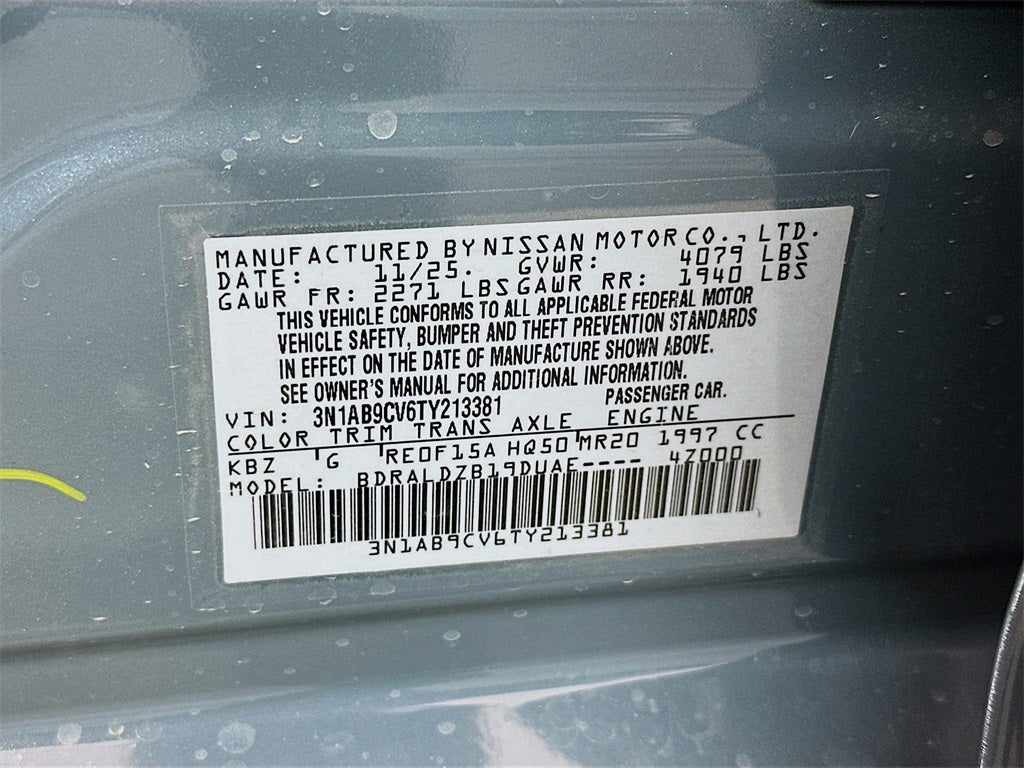 MANUFACTURED BY NISSAN MOTOR CO., LTD.
DATE: 11/25. GVWR: 4079 LBS
GAWR FR: 2271 LBS GAWR RR: 1940 LBS
THIS VEHICLE CONFORMS TO ALL APPLICABLE FEDERAL MOTOR
VEHICLE SAFETY, BUMPER AND THEFT PREVENTION STANDARDS
IN EFFECT ON THE DATE OF MANUFACTURE SHOWN ABOVE.
SEE OWNER'S MANUAL FOR ADDITIONAL INFORMATION.
VIN: 3N1AB9CV6TY213381 PASSENGER CAR.
COLOR TRIM TRANS AXLE ENGINE
KBZ G RE0F15A HQ50 MR20 1997 CC
MODEL: BDRALDZB19DUAE---- 4Z000
3N1AB9CV6TY213381